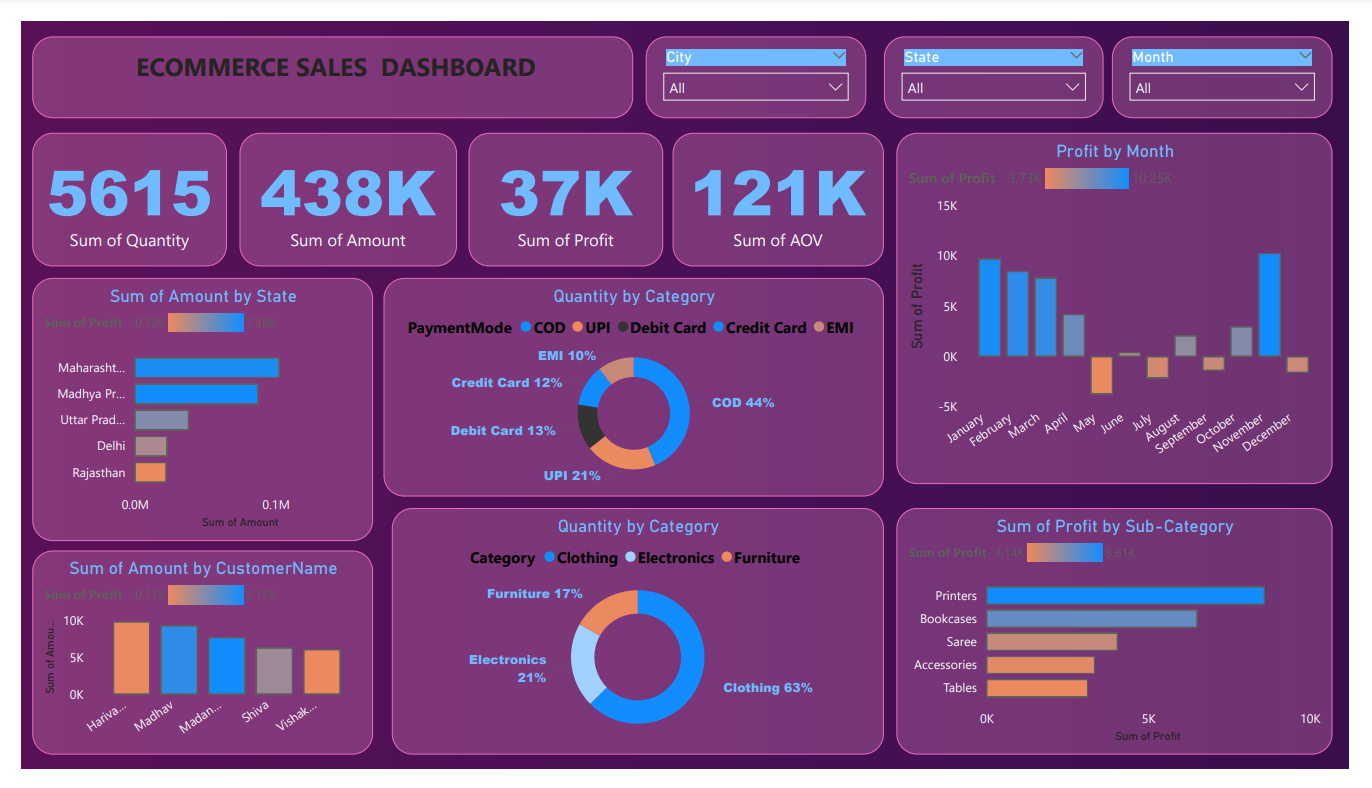 ECOMMERCE SALES DASHBOARD
City
All
State
All
Month
All
5615
Sum of Quantity
438K
Sum of Amount
37K
Sum of Profit
121K
Sum of AOV
Profit by Month
Sum of Profit -3.73K 10.25K
15K
10K
5K
0K
-5K
Sum of Profit
January
February
March
April
May
June
July
August
September
October
November
December
Sum of Amount by State
Sum of Profit 0.32K
Maharasht...
Madhya Pr...
Uttar Prad...
Delhi
Rajasthan
0.0M 0.1M
Sum of Amount
Quantity by Category
PaymentMode COD UPI Debit Card Credit Card EMI
EMI 10%
Credit Card 12%
COD 44%
Debit Card 13%
UPI 21%
Sum of Amount by CustomerName
Sum of Profit 0.17K
10K
5K
0K
Sum of Amou...
Hariva...
Madhav
Madan...
Shiva
Vishak...
Quantity by Category
Category Clothing Electronics Furniture
Furniture 17%
Electronics
21%
Clothing 63%
Sum of Profit by Sub-Category
Sum of Profit 3.14K 8.61K
Printers
Bookcases
Saree
Accessories
Tables
0K 5K 10K
Sum of Profit